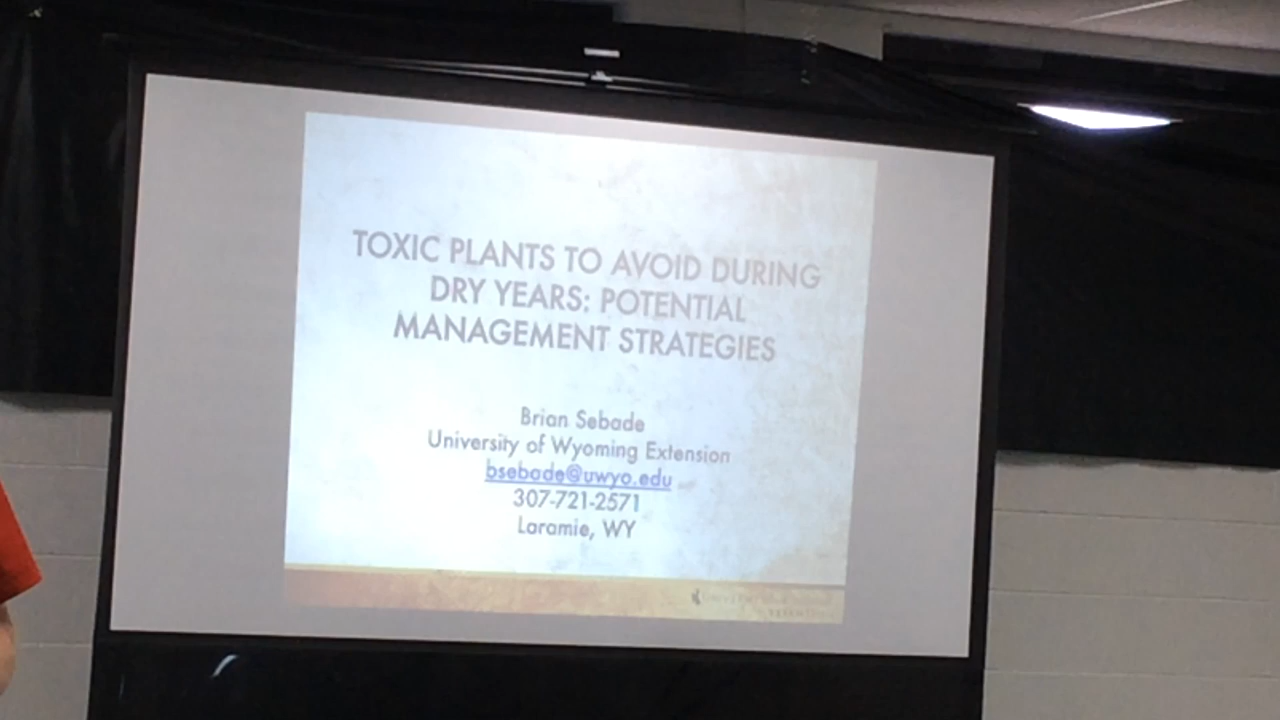 TOXIC PLANTS TO AVOID DURING
DRY YEARS: POTENTIAL
MANAGEMENT STRATEGIES
Brian Sebade
University of Wyoming Extension
bsebade@uwyo.edu
307-721-2571
Laramie, WY